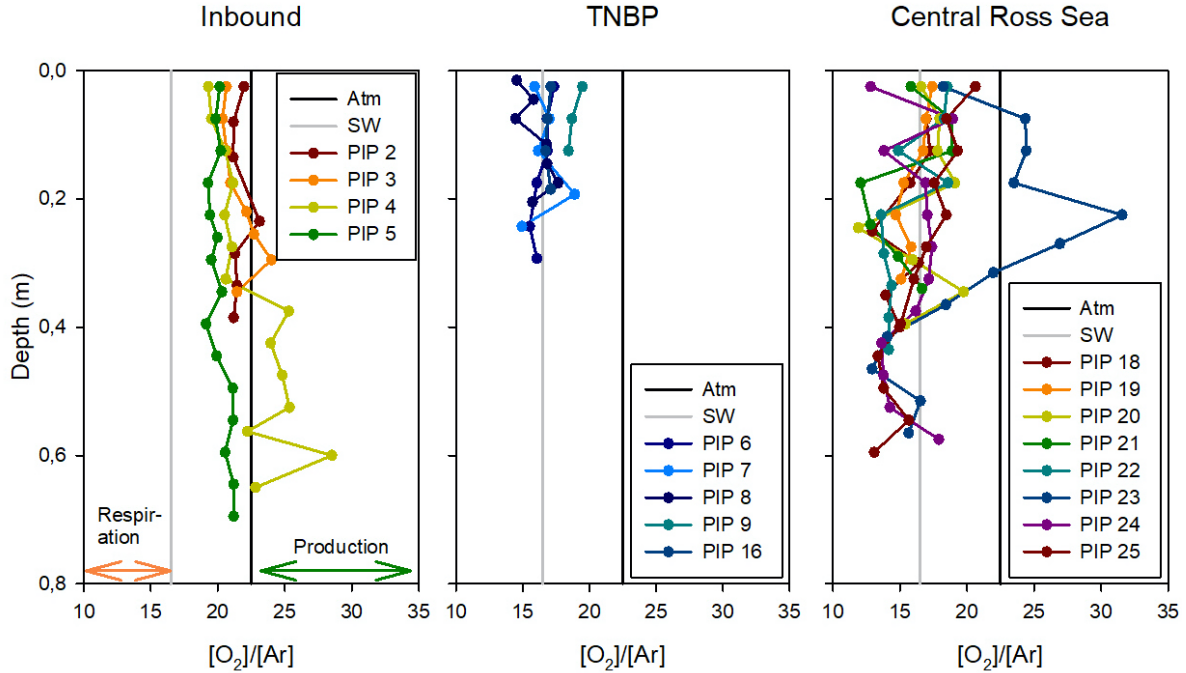 Inbound
TNBP
Central Ross Sea
Depth (m)
0,0
0,2
0,4
0,6
0,8
Atm
SW
PIP 2
PIP 3
PIP 4
PIP 5
Respir-
ation
Production
10 15 20 25 30 35
[O₂]/[Ar]
Atm
SW
PIP 6
PIP 7
PIP 8
PIP 9
PIP 16
10 15 20 25 30 35
[O₂]/[Ar]
Atm
SW
PIP 18
PIP 19
PIP 20
PIP 21
PIP 22
PIP 23
PIP 24
PIP 25
10 15 20 25 30 35
[O₂]/[Ar]